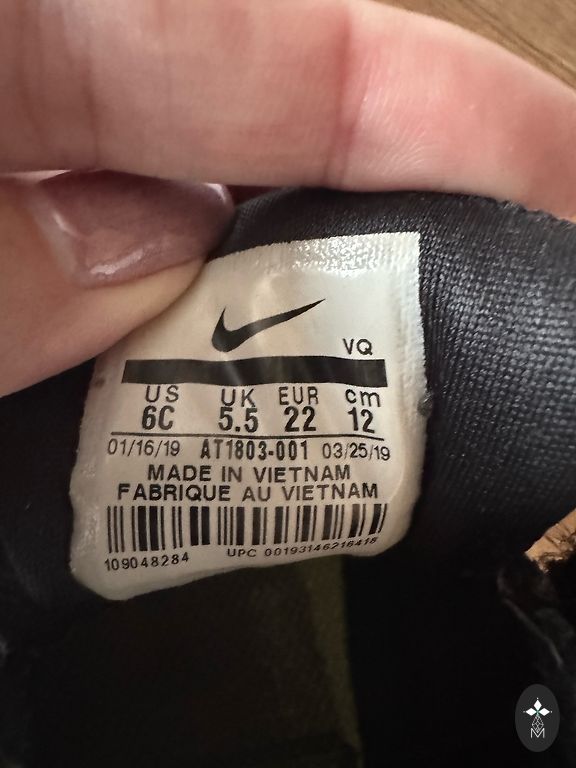 VQ
US UK EUR cm
6C 5.5 22 12
01/16/19 AT1803-001 03/25/19
MADE IN VIETNAM
FABRIQUE AU VIETNAM
109048284 UPC 00193146216418